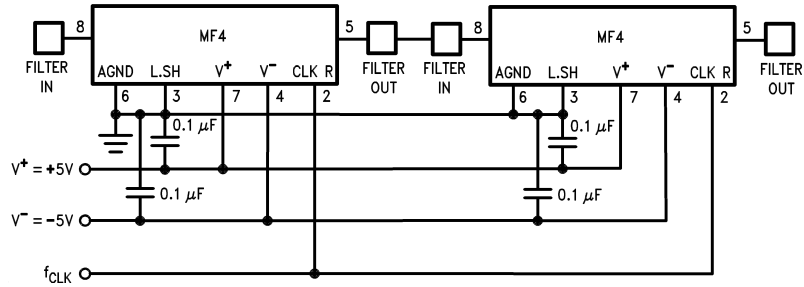 8 MF4 5 8 MF4 5
FILTER IN
AGND L.SH V+ V− CLK R
FILTER OUT
FILTER IN
AGND L.SH V+ V− CLK R
FILTER OUT
6 3 7 4 2
6 3 7 4 2
0.1 µF
0.1 µF
V+ = +5V
0.1 µF
0.1 µF
V− = −5V
fCLK